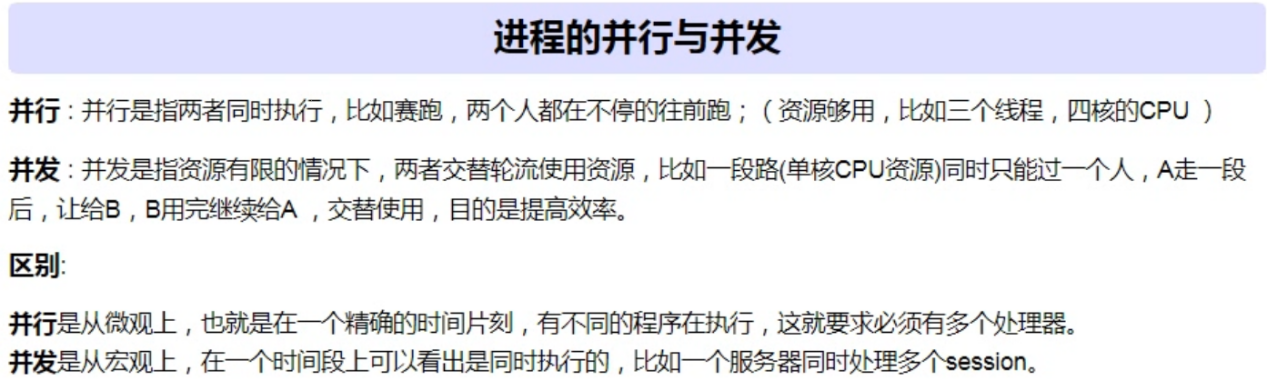 进程的并行与并发
并行：并行是指两者同时执行，比如赛跑，两个人都在不停的往前跑；（资源够用，比如三个线程，四核的CPU ）
并发：并发是指资源有限的情况下，两者交替轮流使用资源，比如一段路(单核CPU资源)同时只能过一个人，A走一段
后，让给B，B用完继续给A ，交替使用，目的是提高效率。
区别:
并行是从微观上，也就是在一个精确的时间片刻，有不同的程序在执行，这就要求必须有多个处理器。
并发是从宏观上，在一个时间段上可以看出是同时执行的，比如一个服务器同时处理多个session。